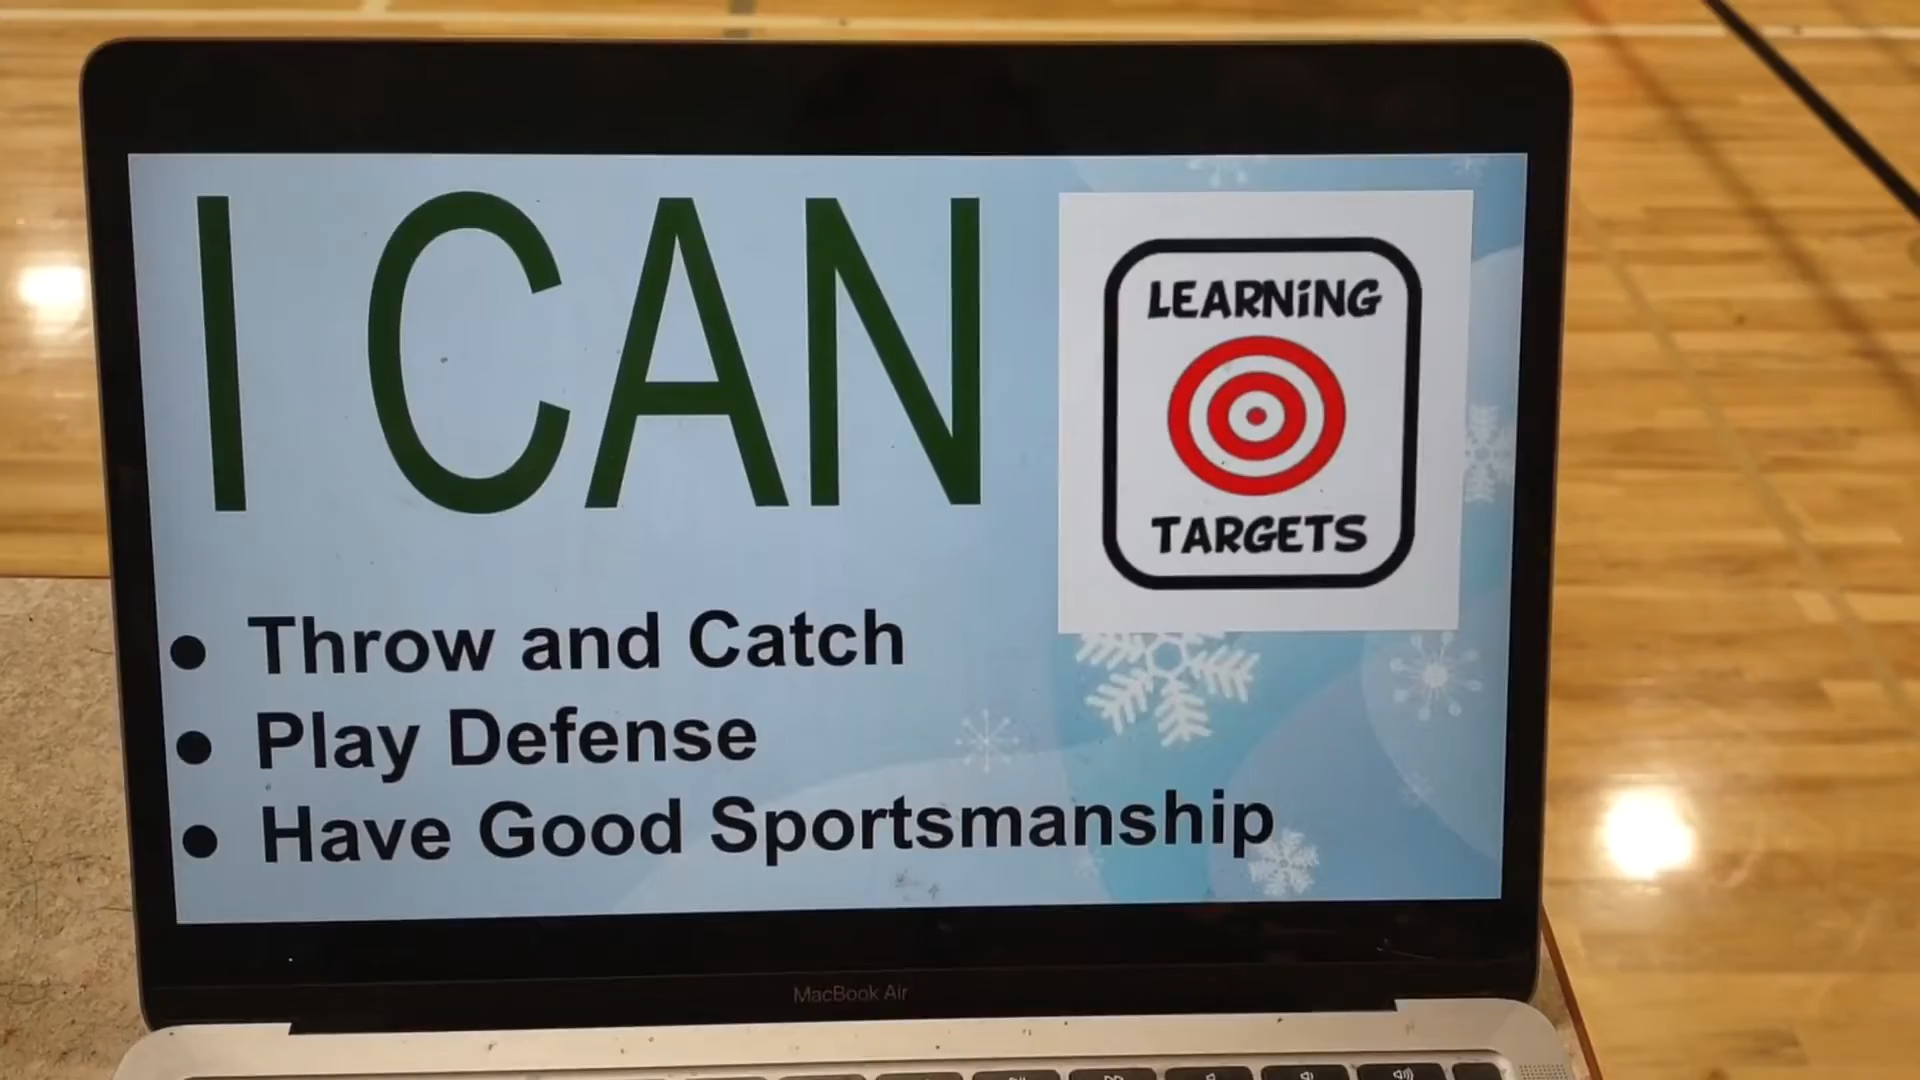 I CAN
LEARNiNG
TARGETS
● Throw and Catch
● Play Defense
● Have Good Sportsmanship
MacBook Air